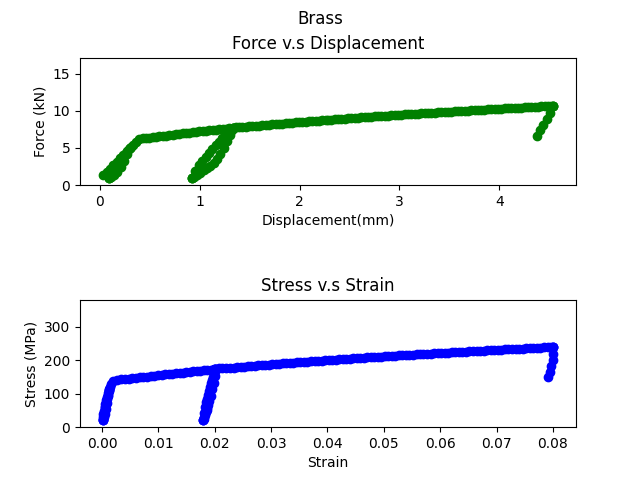 Brass
Force v.s Displacement
15
10
5
0
Force (kN)
0 1 2 3 4
Displacement(mm)
Stress v.s Strain
300
200
100
0
Stress (MPa)
0.00 0.01 0.02 0.03 0.04 0.05 0.06 0.07 0.08
Strain